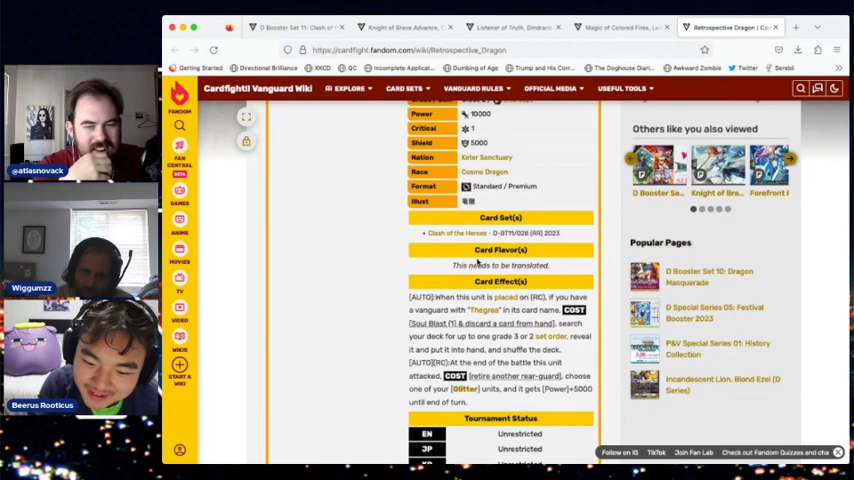 D Booster Set 11: Clash of
Knight of Brave Advance, C
Listener of Truth, Dindrane
Magic of Colored Fires, Le
Retrospective Dragon | Car
https://cardfight.fandom.com/wiki/Retrospective_Dragon
Getting Started
Directional Brilliance
XKCD
QC
Incomplete Applicat...
Dumbing of Age
Trump and His Corr...
The Doghouse Diari...
Awkward Zombie
Twitter
Serebii
FANDOM
FAN CENTRAL
BETA
GAMES
ANIME
MOVIES
TV
VIDEO
WIKIS
START A WIKI
Cardfight!! Vanguard Wiki
EXPLORE
CARD SETS
VANGUARD RULES
OFFICIAL MEDIA
USEFUL TOOLS
@atlasnovack
Wiggumzz
Beerus Rooticus
Power 10000
Critical 1
Shield 5000
Nation Keter Sanctuary
Race Cosmo Dragon
Format Standard / Premium
Illust
Card Set(s)
• Clash of the Heroes - D-BT11/028 (RR) 2023
Card Flavor(s)
This needs to be translated.
Card Effect(s)
[AUTO]:When this unit is placed on (RC), if you have
a vanguard with "Thegrea" in its card name, COST
[Soul Blast (1) & discard a card from hand], search
your deck for up to one grade 3 or 2 set order, reveal
it and put it into hand, and shuffle the deck.
[AUTO](RC):At the end of the battle this unit
attacked, COST [retire another rear-guard], choose
one of your [Glitter] units, and it gets [Power]+5000
until end of turn.
Tournament Status
EN Unrestricted
JP Unrestricted
Others like you also viewed
D Booster Se...
Knight of Bra...
Forefront
Popular Pages
D Booster Set 10: Dragon
Masquerade
D Special Series 05: Festival
Booster 2023
P&V Special Series 01: History
Collection
Incandescent Lion, Blond Ezel (D
Series)
Follow on IG
TikTok
Join Fan Lab
Check out Fandom Quizzes and cha